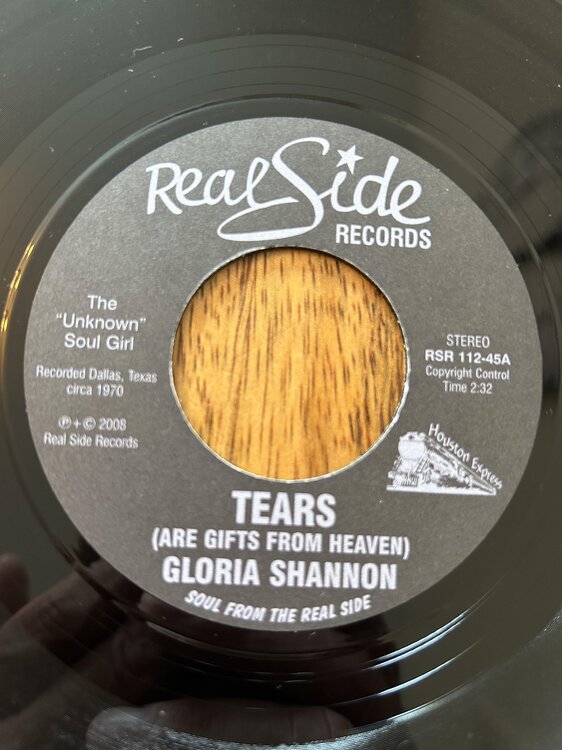 Real Side
RECORDS
The
"Unknown"
Soul Girl
Recorded Dallas, Texas
circa 1970
℗ + © 2008
Real Side Records
STEREO
RSR 112-45A
Copyright Control
Time 2:32
Houston Express
TEARS
(ARE GIFTS FROM HEAVEN)
GLORIA SHANNON
SOUL FROM THE REAL SIDE